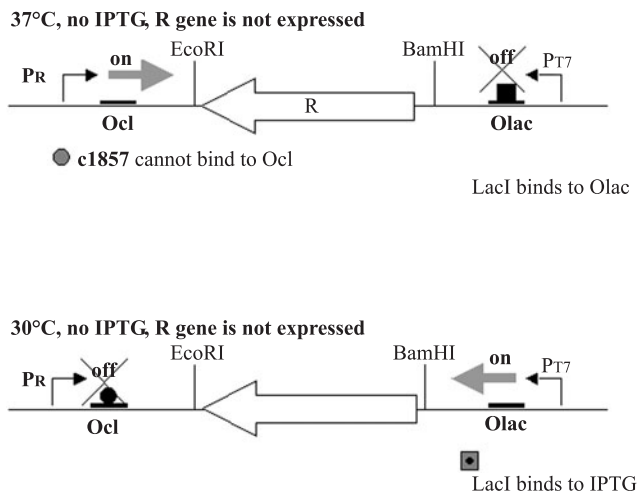 37°C, no IPTG, R gene is not expressed
PR on EcoRI BamHI off PT7
R
Ocl Olac
c1857 cannot bind to Ocl
LacI binds to Olac
30°C, no IPTG, R gene is not expressed
PR off EcoRI BamHI on PT7
Ocl Olac
LacI binds to IPTG